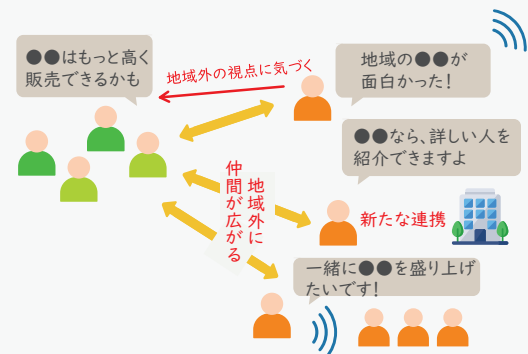 ●●はもっと高く
販売できるかも
地域外の視点に気づく
地域の●●が
面白かった!
●●なら、詳しい人を
紹介できますよ
地域外に
仲間が広がる
新たな連携
一緒に●●を盛り上げ
たいです!